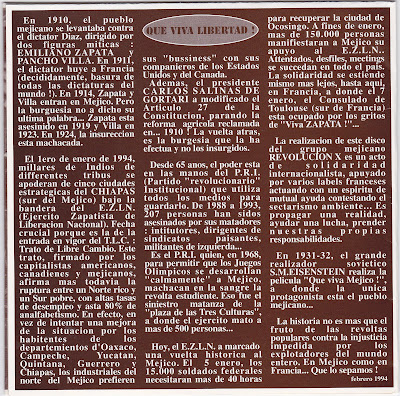 En 1910, el pueblo
mejicano se levantaba contra
el dictator Diaz, dirigido por
dos figuras miticas :
EMILIANO ZAPATA y
PANCHO VILLA. En 1911,
el dictator huye a Francia
(decididamente, basura de
todas las dictaturas del
mundo !). En 1914, Zapata y
Villa entran en Mejico. Pero
la burguesia no a dicho su
ultima palabra... Zapata esta
asesinado en 1919 y Villa en
1923. En 1924, la insureccion
esta machacada.
El 1ero de enero de 1994,
millares de Indios de
differentes tribus se
apoderan de cinco ciudades
estrategicas del CHIAPAS
(sur del Mejico) bajo la
bandera del E.Z.L.N.
(Ejercito Zapatista de
Liberacion Nacional). Fecha
crucial porque es la de la
entrada en vigor del T.L.C. :
Trato de Libre Cambio. Este
trato, firmado por los
capitalistas americanos,
canadenses y mejicanos,
afirma mas todavia la
ruptura entre un Norte rico y
un Sur pobre, con altas tasas
de desempleo y asta 80% de
analfabetismo. En efecto, en
vez de intentar una mejora
de la situacion por los
habitentes de los
departementos d'Oaxaco,
Campeche, Yucatan,
Quintana, Guerrero y
Chiapas, los industriales del
norte del Mejico prefieren
QUE VIVA LIBERTAD !
sus "bussiness" con sus
companieros de los Estados
Unidos y del Canada.
Ademas, el presidente
CARLOS SALINAS DE
GORTARI a modificado el
Articulo 27 de la
Constitucion, parando la
reforma agricola reclamada
en... 1910 ! La vuelta atras,
es la burgesia que la ha
efectua y no los insurgidos.
Desde 65 anos, el poder esta
en las manos del P.R.I.
(Partido "revolucionario"
Institucional) que utiliza
todos los medios para
guardarlo. De 1988 a 1993,
207 personas han sidos
asesinados por sus matadores
: institutores, dirigentes de
sindicatos paisantes,
militantes de izquierda...
Es el P.R.I quien, en 1968,
para permitir que los Juegos
Olimpicos se desarrollan
"calmamente" a Mejico,
machacan en la sangre la
revolta estudiente. Eso fue el
sinestro matanza de la
"plaza de las Tres Culturas",
a donde el ejercito mato a
mas de 500 personas...
Hoy, el E.Z.L.N. a marcado
una vuelta historica al
Mejico. El 5 enero, los
15.000 soldados federales
necesitaran mas de 40 horas
para recuperar la ciudad de
Ocosingo. A fines de enero,
mas de 150.000 personas
manifiestaran a Mejico su
apoyo al E.Z.L.N..
Attentados, desfiles, meetings
se succedan en todo el pais.
La solidaridad se estiende
mismo mas lejos, hasta aqui,
en Francia, a donde el 7
enero, el Consulado de
Toulouse (sur de Francia)
esta ocupado por los gritos
de "Viva ZAPATA !"...
La realizacion de este disco
del grupo mejicano
REVOLUCION X es un acto
de solidaridad
internationalista, apuyado
por varios labels franceses
actuando con un espiritu de
mutual ayuda contestando el
sectarismo ambiente... Es
propagar una realidad,
ayudar una lucha, prender
nuestras propias
responsabilidades.
En 1931-32, el grande
realizador sovietico
S.M.EISENSTEIN realiza la
pelicula "Que viva Mejico !",
a donde la unica
protagonista esta el pueblo
mejicano...
La historia no es mas que el
fruto de las revoltas
populares contra la injusticia
impedida por los
explotadores del mundo
entero. En Mejico como en
Francia... Que lo sepamos !
febrero 1994